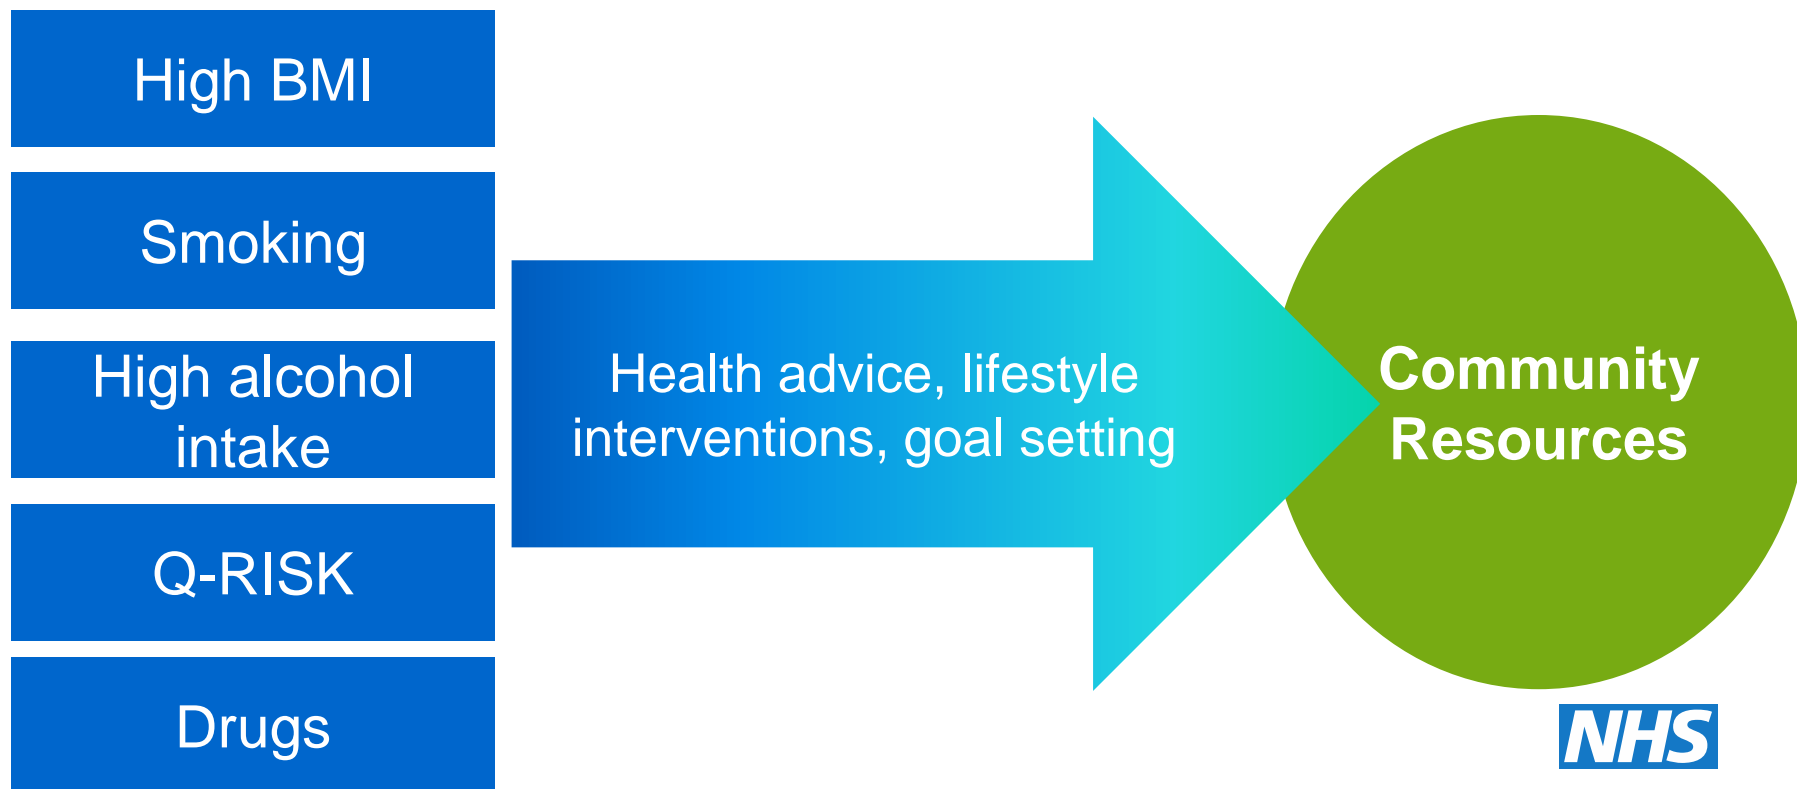 High BMI
Smoking
High alcohol
intake
Q-RISK
Drugs
Health advice, lifestyle
interventions, goal setting
Community
Resources
NHS